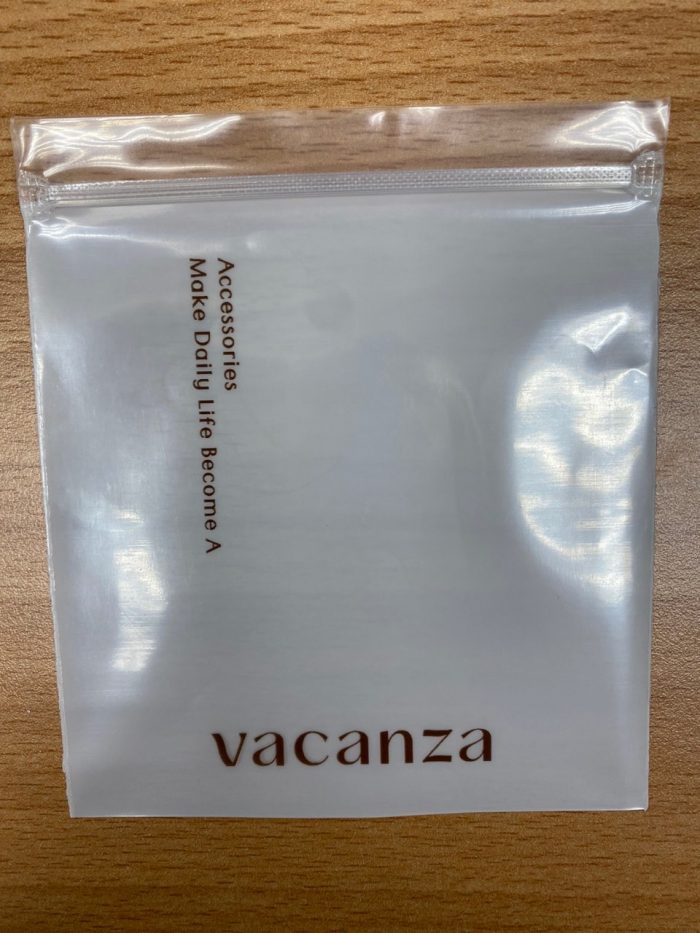 Accessories
Make Daily Life Become A
vacanza